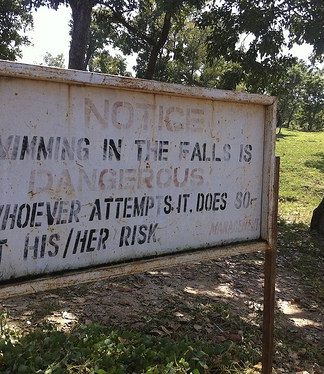 NOTICE
WIMMING IN THE FALLS IS
DANGEROUS
WHOEVER ATTEMPTS IT, DOES SO-
T HIS/HER RISK